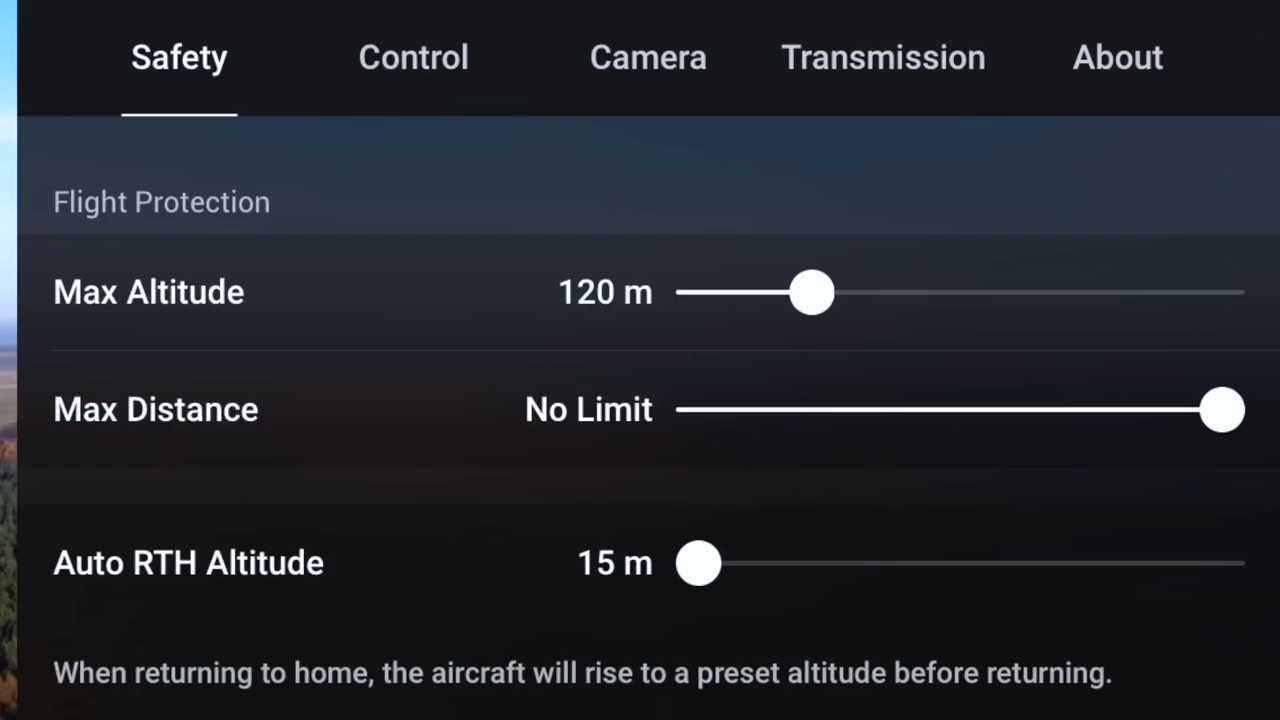 Safety Control Camera Transmission About
Flight Protection
Max Altitude 120 m
Max Distance No Limit
Auto RTH Altitude 15 m
When returning to home, the aircraft will rise to a preset altitude before returning.